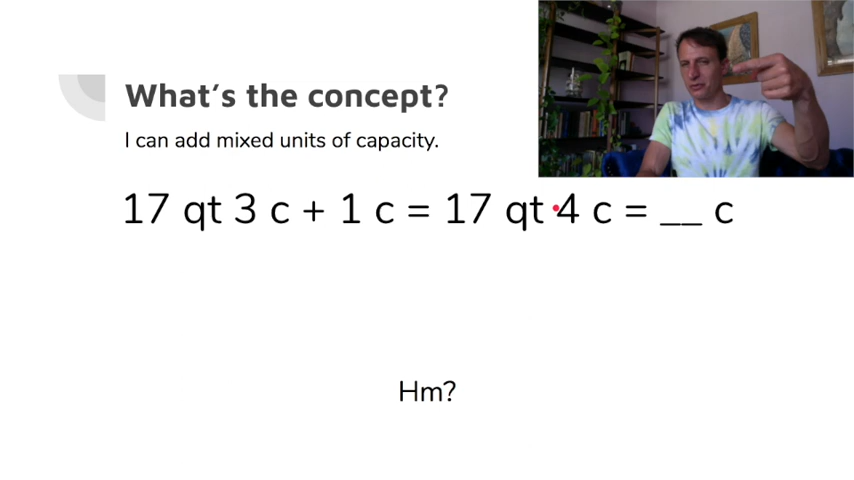 What's the concept?
I can add mixed units of capacity.
17 qt 3 c + 1 c = 17 qt 4 c = __ c
Hm?